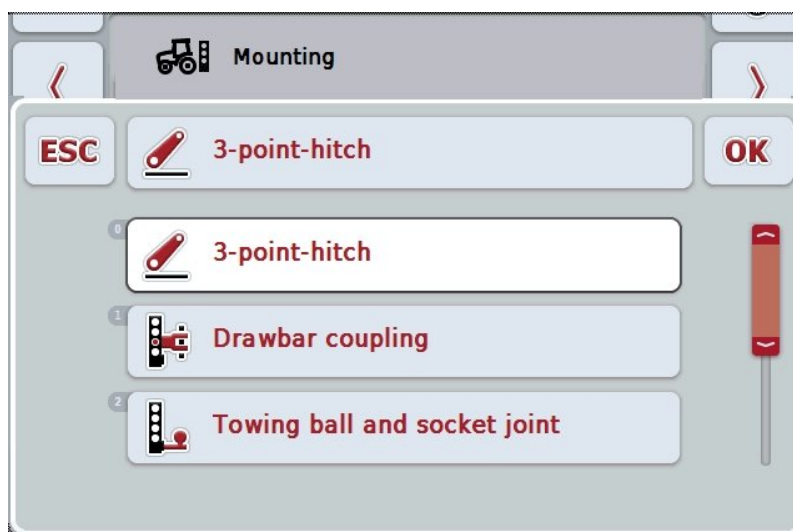 Mounting
ESC
3-point-hitch
OK
0
3-point-hitch
1
Drawbar coupling
2
Towing ball and socket joint